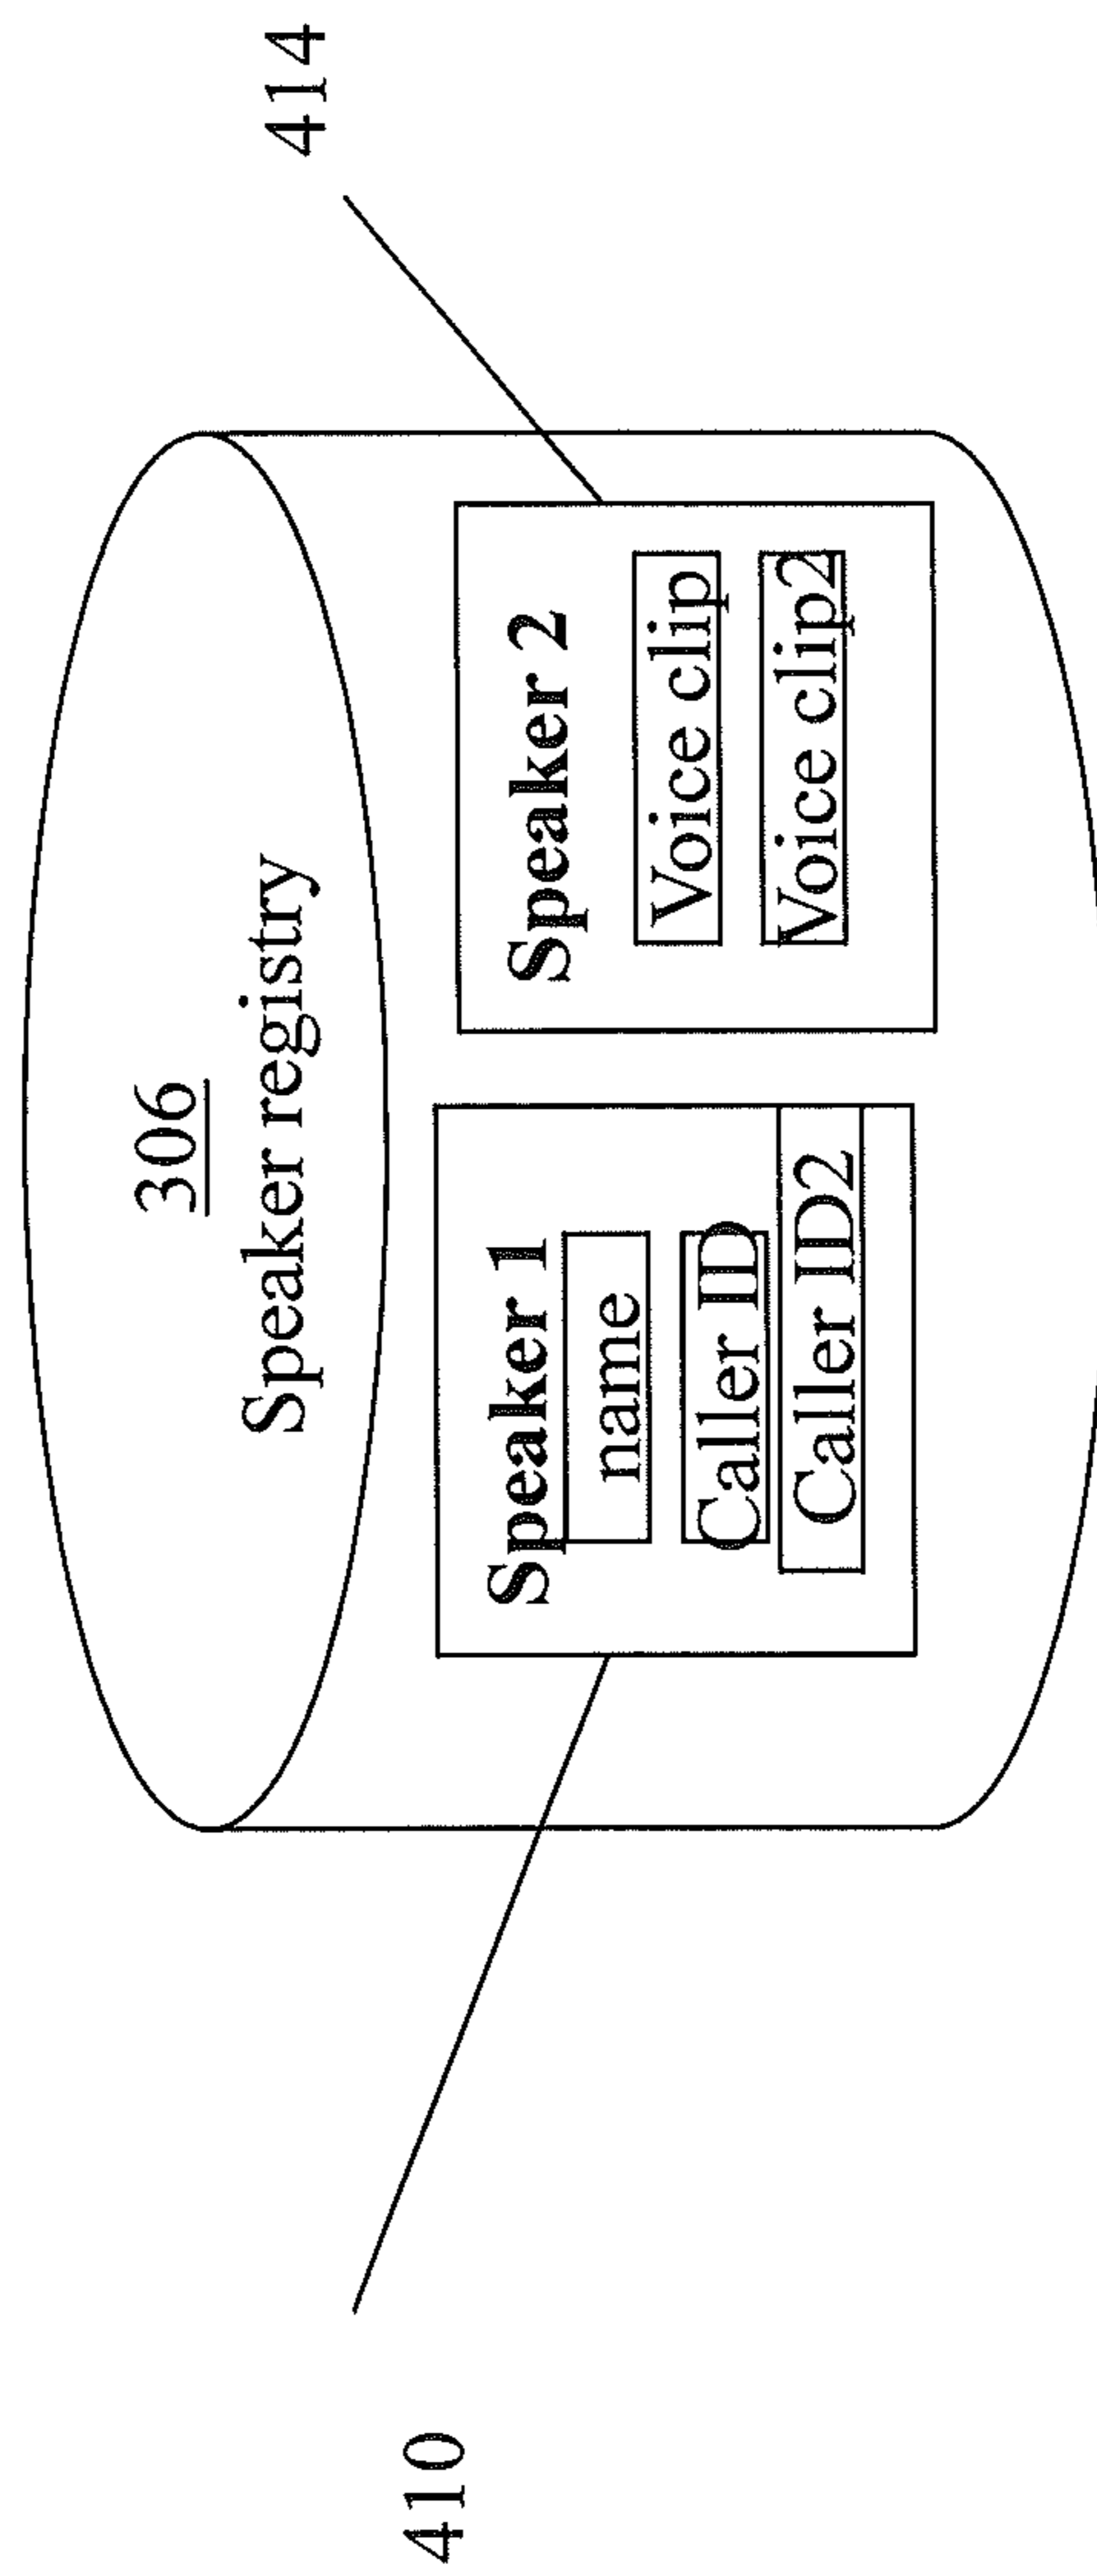 306
Speaker registry
410
Speaker 1
name
Caller ID
Caller ID2
414
Speaker 2
Voice clip
Voice clip2